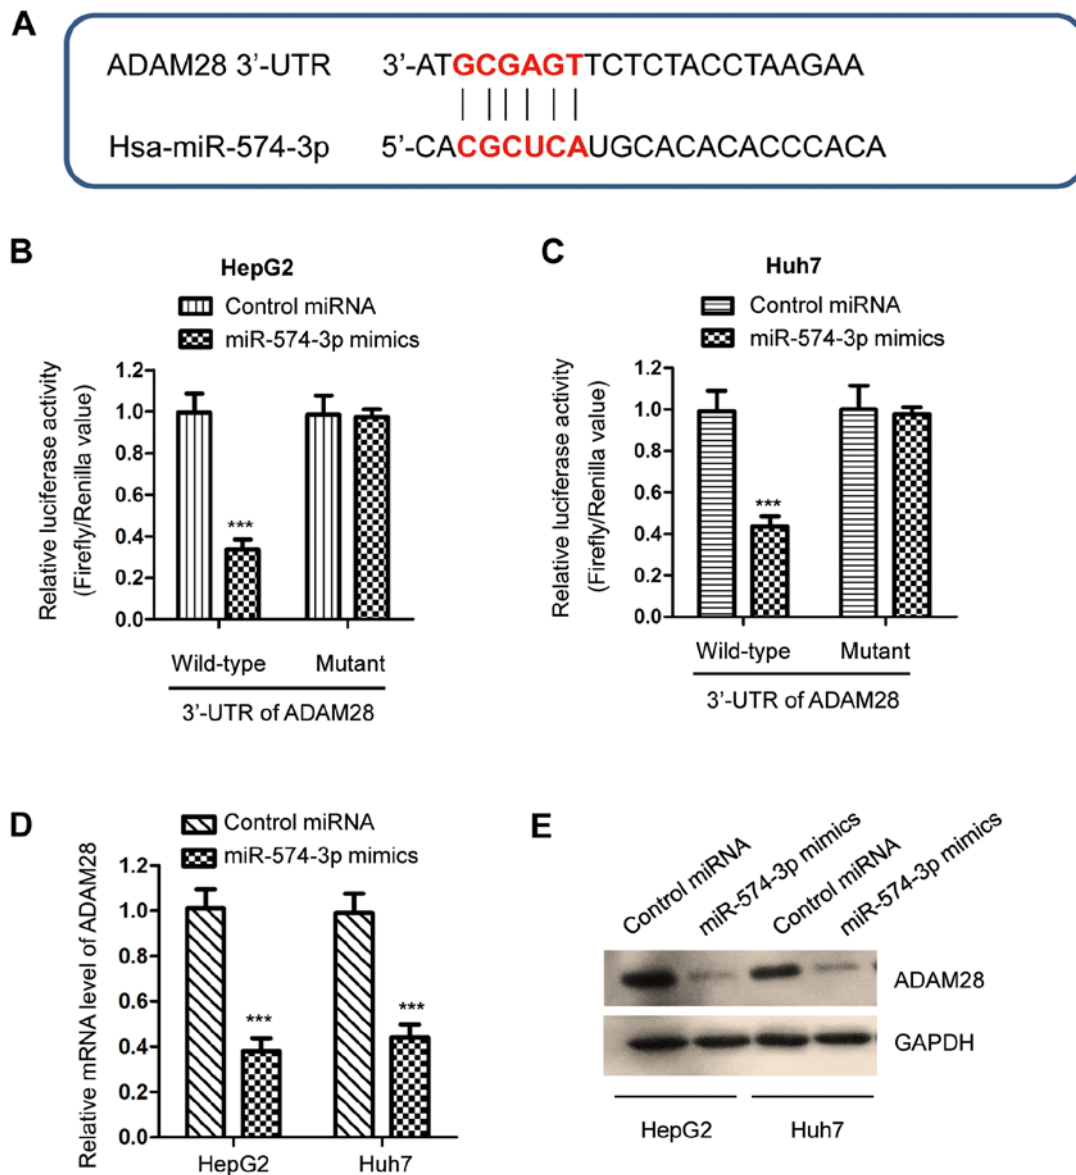 A
ADAM28 3’-UTR 3’-ATGCGAGTTCTCTACCTAAGAA
Hsa-miR-574-3p 5’-CACGCUCAUGCACACACCCACA
B
HepG2
Control miRNA
miR-574-3p mimics
Relative luciferase activity
(Firefly/Renilla value)
1.2
1.0
0.8
0.6
0.4
0.2
0.0
***
Wild-type Mutant
3’-UTR of ADAM28
C
Huh7
Control miRNA
miR-574-3p mimics
Relative luciferase activity
(Firefly/Renilla value)
1.2
1.0
0.8
0.6
0.4
0.2
0.0
***
Wild-type Mutant
3’-UTR of ADAM28
D
Control miRNA
miR-574-3p mimics
Relative mRNA level of ADAM28
1.2
1.0
0.8
0.6
0.4
0.2
0.0
***
***
HepG2 Huh7
E
Control miRNA
miR-574-3p mimics
Control miRNA
miR-574-3p mimics
ADAM28
GAPDH
HepG2 Huh7